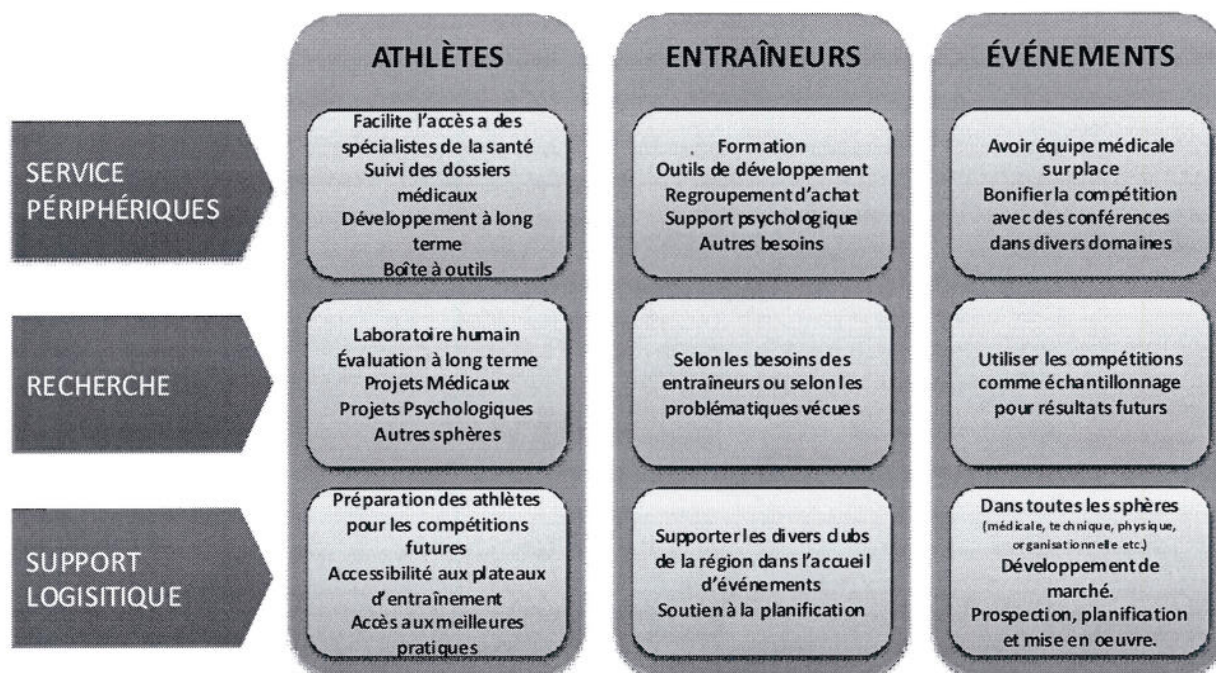 ATHLÈTES
ENTRAÎNEURS
ÉVÉNEMENTS
SERVICE
PÉRIPHÉRIQUES
Facilite l'accès a des
spécialistes de la santé
Suivi des dossiers
médicaux
Développement à long
terme
Boîte à outils
Formation
Outils de développement
Regroupement d'achat
Support psychologique
Autres besoins
Avoir équipe médicale
sur place
Bonifier la compétition
avec des conférences
dans divers domaines
RECHERCHE
Laboratoire humain
Évaluation à long terme
Projets Médicaux
Projets Psychologiques
Autres sphères
Selon les besoins des
entraîneurs ou selon les
problématiques vécues
Utiliser les compétitions
comme échantillonnage
pour résultats futurs
SUPPORT
LOGISITIQUE
Préparation des athlètes
pour les compétitions
futures
Accessibilité aux plateaux
d'entraînement
Accès aux meilleures
pratiques
Supporter les divers clubs
de la région dans l'accueil
d'événements
Soutien à la planification
Dans toutes les sphères
(médicale, technique, physique,
organisationnelle etc.)
Développement de
marché.
Prospection, planification
et mise en oeuvre.